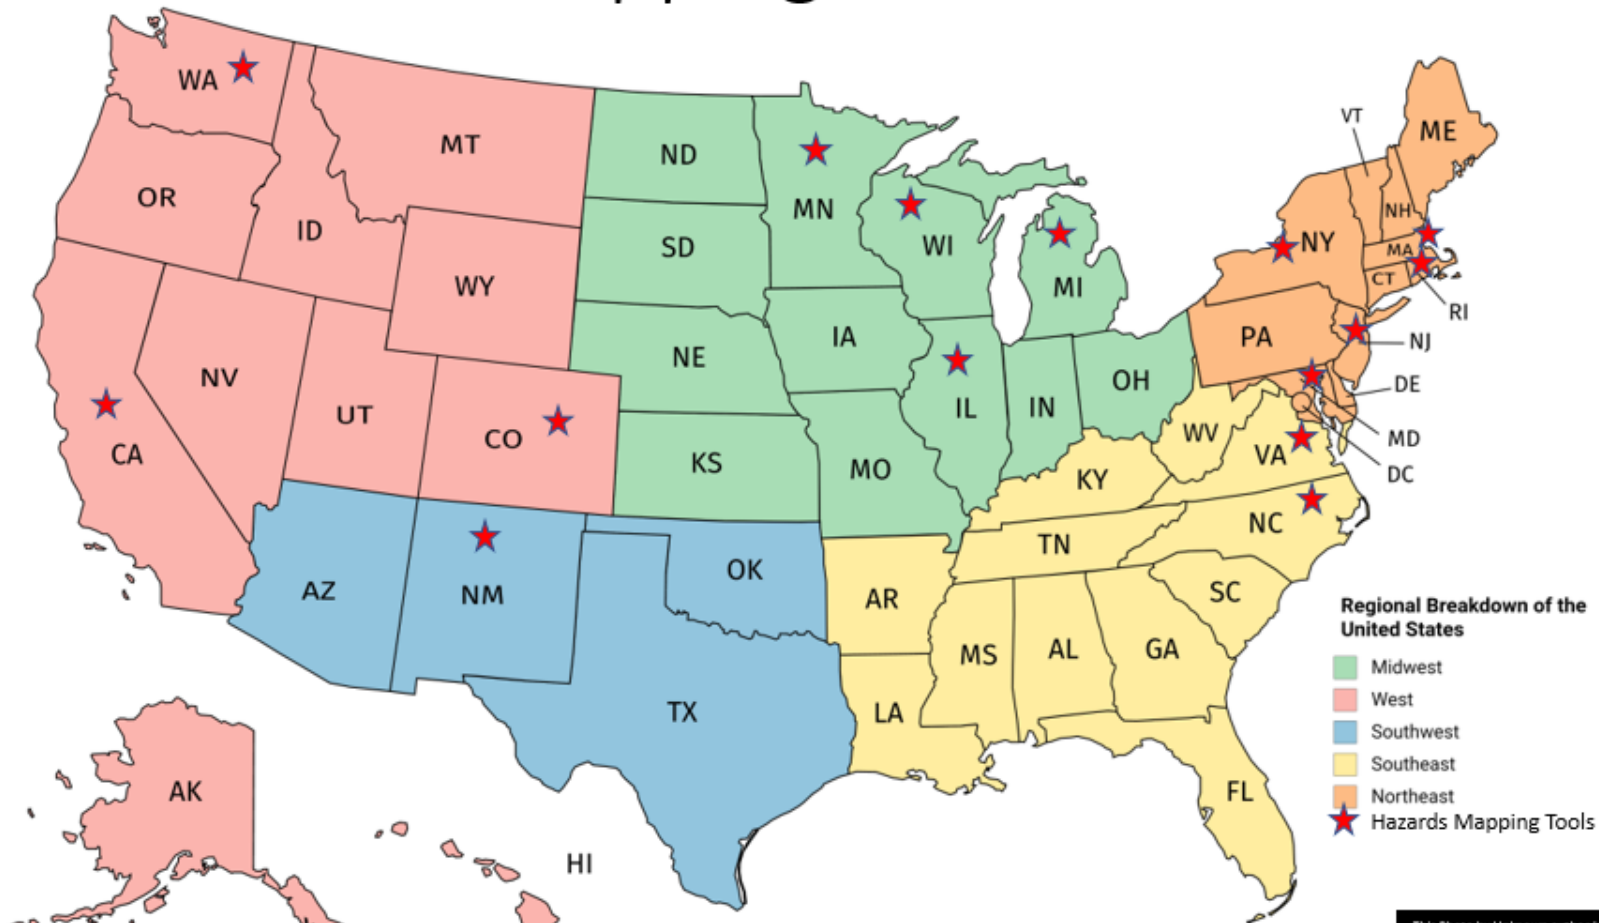 WA
MT
ND
MN
VT
ME
OR
ID
SD
WI
NH
NY
MA
WY
MI
CT
RI
IA
NE
PA
NJ
NV
OH
DE
UT
CO
IL
IN
CA
KS
MO
WV
VA
MD
KY
DC
NC
TN
OK
AZ
NM
AR
SC
MS
AL
GA
TX
LA
FL
AK
HI
Regional Breakdown of the
United States
Midwest
West
Southwest
Southeast
Northeast
Hazards Mapping Tools